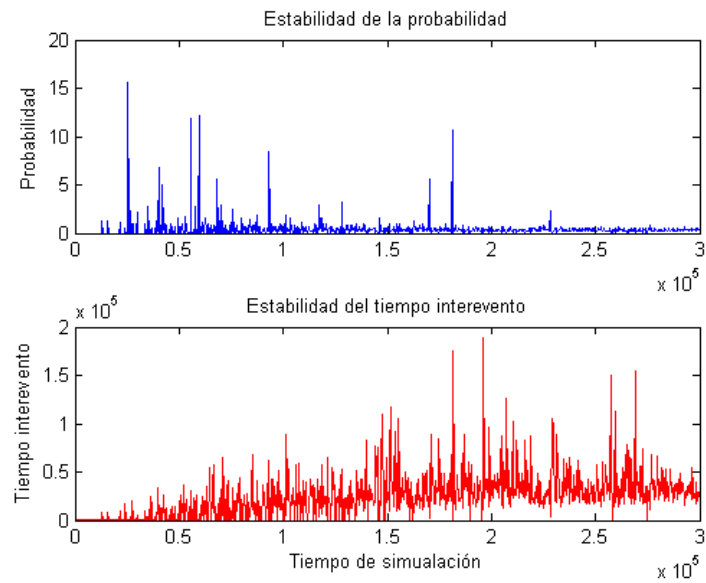 Estabilidad de la probabilidad
20
15
10
5
0
Probabilidad
0 0.5 1 1.5 2 2.5 3
x 10^5
Estabilidad del tiempo interevento
x 10^5
2
1.5
1
0.5
0
Tiempo interevento
0 0.5 1 1.5 2 2.5 3
Tiempo de simualación
x 10^5